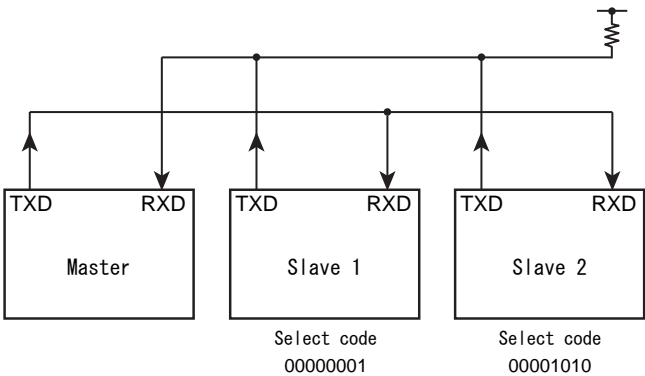 TXD RXD TXD RXD TXD RXD
Master Slave 1 Slave 2
Select code Select code
00000001 00001010